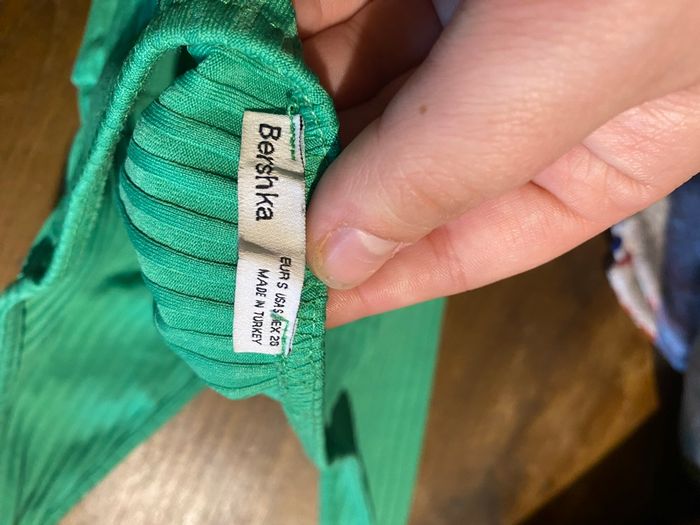 Bershka
EUR S USA S MEX 26
MADE IN TURKEY